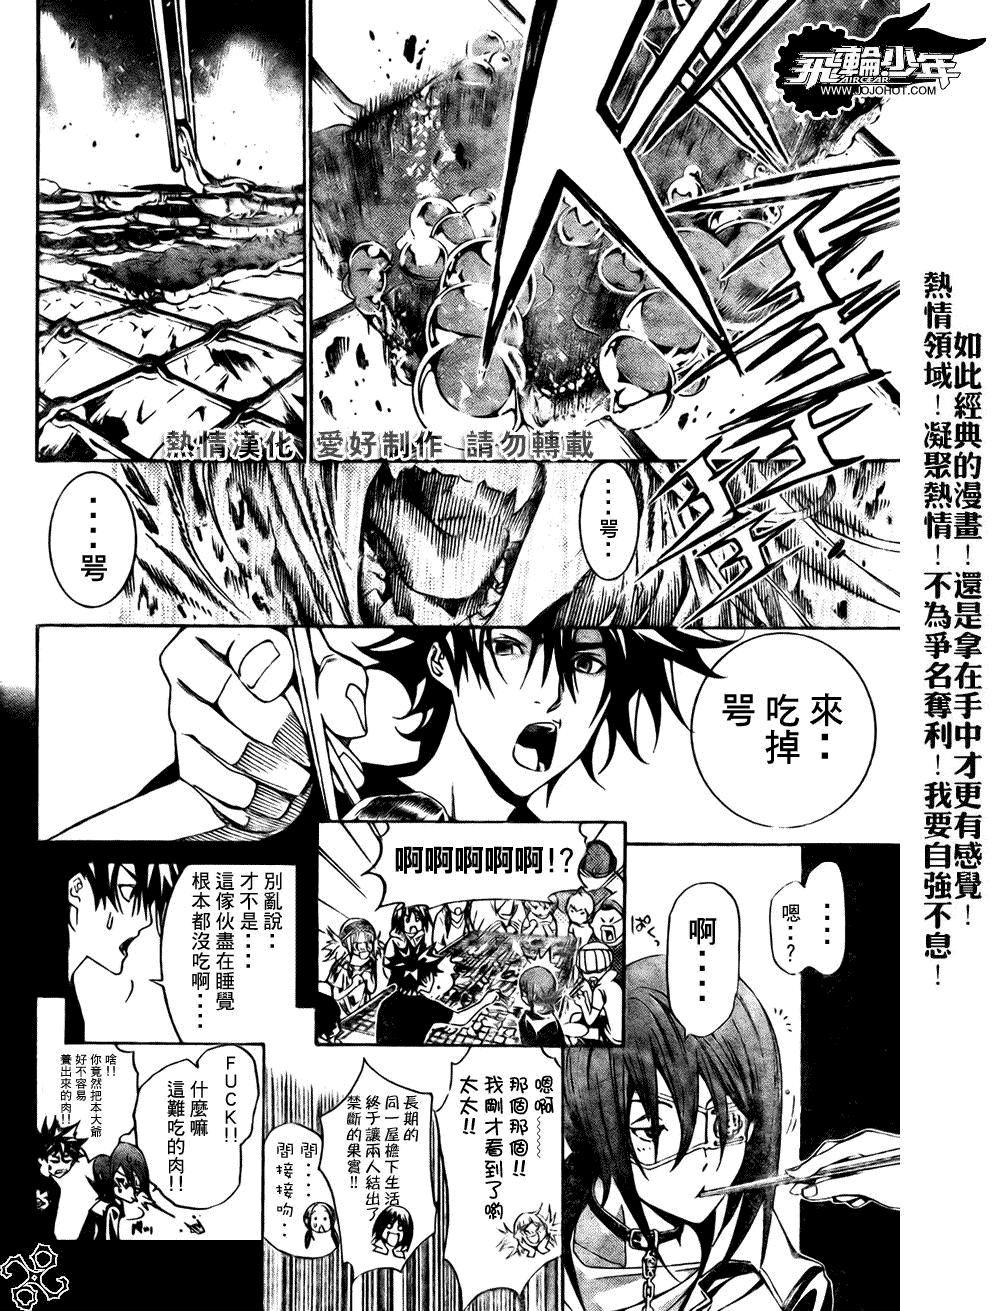 飛輪少年
AIRGEAR
WWW.JOJOHOT.COM
如此經典的漫畫！還是拿在手中才更有感覺！
熱情領域！凝聚熱情！不為爭名奪利！我要自強不息！
熱情漢化 愛好制作 請勿轉載
‥咢‥
‥‥咢
來‥
吃掉
咢
‥‥
嗯‥?
啊‥‥
ぱくっ
啊啊啊啊啊!?
別亂說‥
才不是‥‥
這傢伙盡在睡覺
根本都沒吃啊‥‥
嗯啊~~
那個那個!!
我剛才看到了喲
太太!!
長期的
同一屋檐下生活
終于讓兩人結出了
禁斷的果實!!
間‥‥
間接接吻‥
FUCK!!
什麼嘛
這難吃的肉!!
啥!!
你竟然把本大爺
好不容易
養出來的肉!!